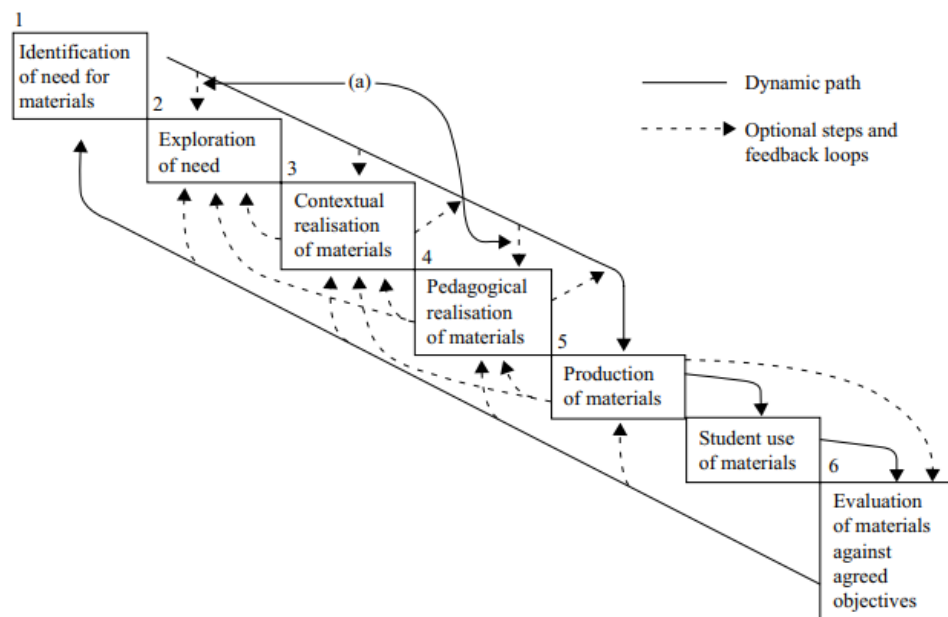 1
Identification
of need for
materials
2
Exploration
of need
(a)
Dynamic path
Optional steps and
feedback loops
3
Contextual
realisation
of materials
4
Pedagogical
realisation
of materials
5
Production
of materials
Student use
of materials
6
Evaluation
of materials
against
agreed
objectives